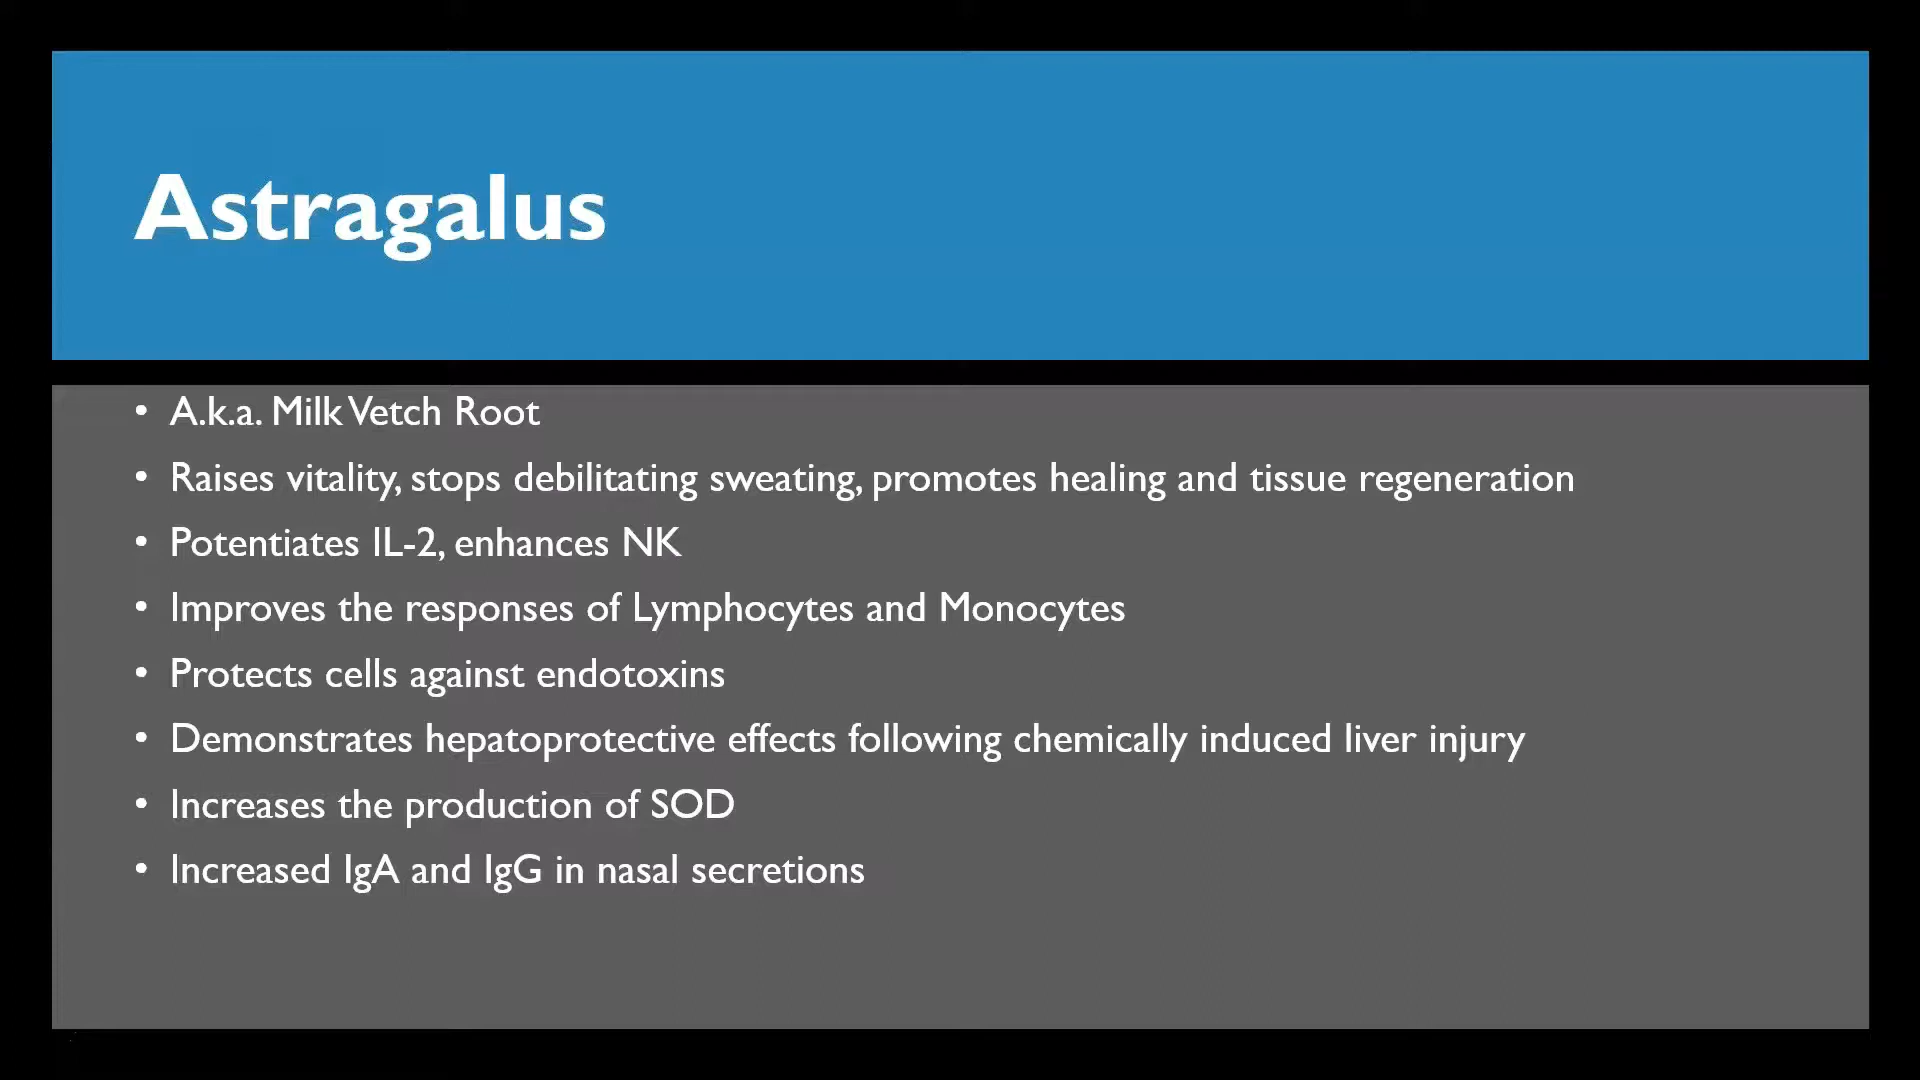 Astragalus
• A.k.a. Milk Vetch Root
• Raises vitality, stops debilitating sweating, promotes healing and tissue regeneration
• Potentiates IL-2, enhances NK
• Improves the responses of Lymphocytes and Monocytes
• Protects cells against endotoxins
• Demonstrates hepatoprotective effects following chemically induced liver injury
• Increases the production of SOD
• Increased IgA and IgG in nasal secretions